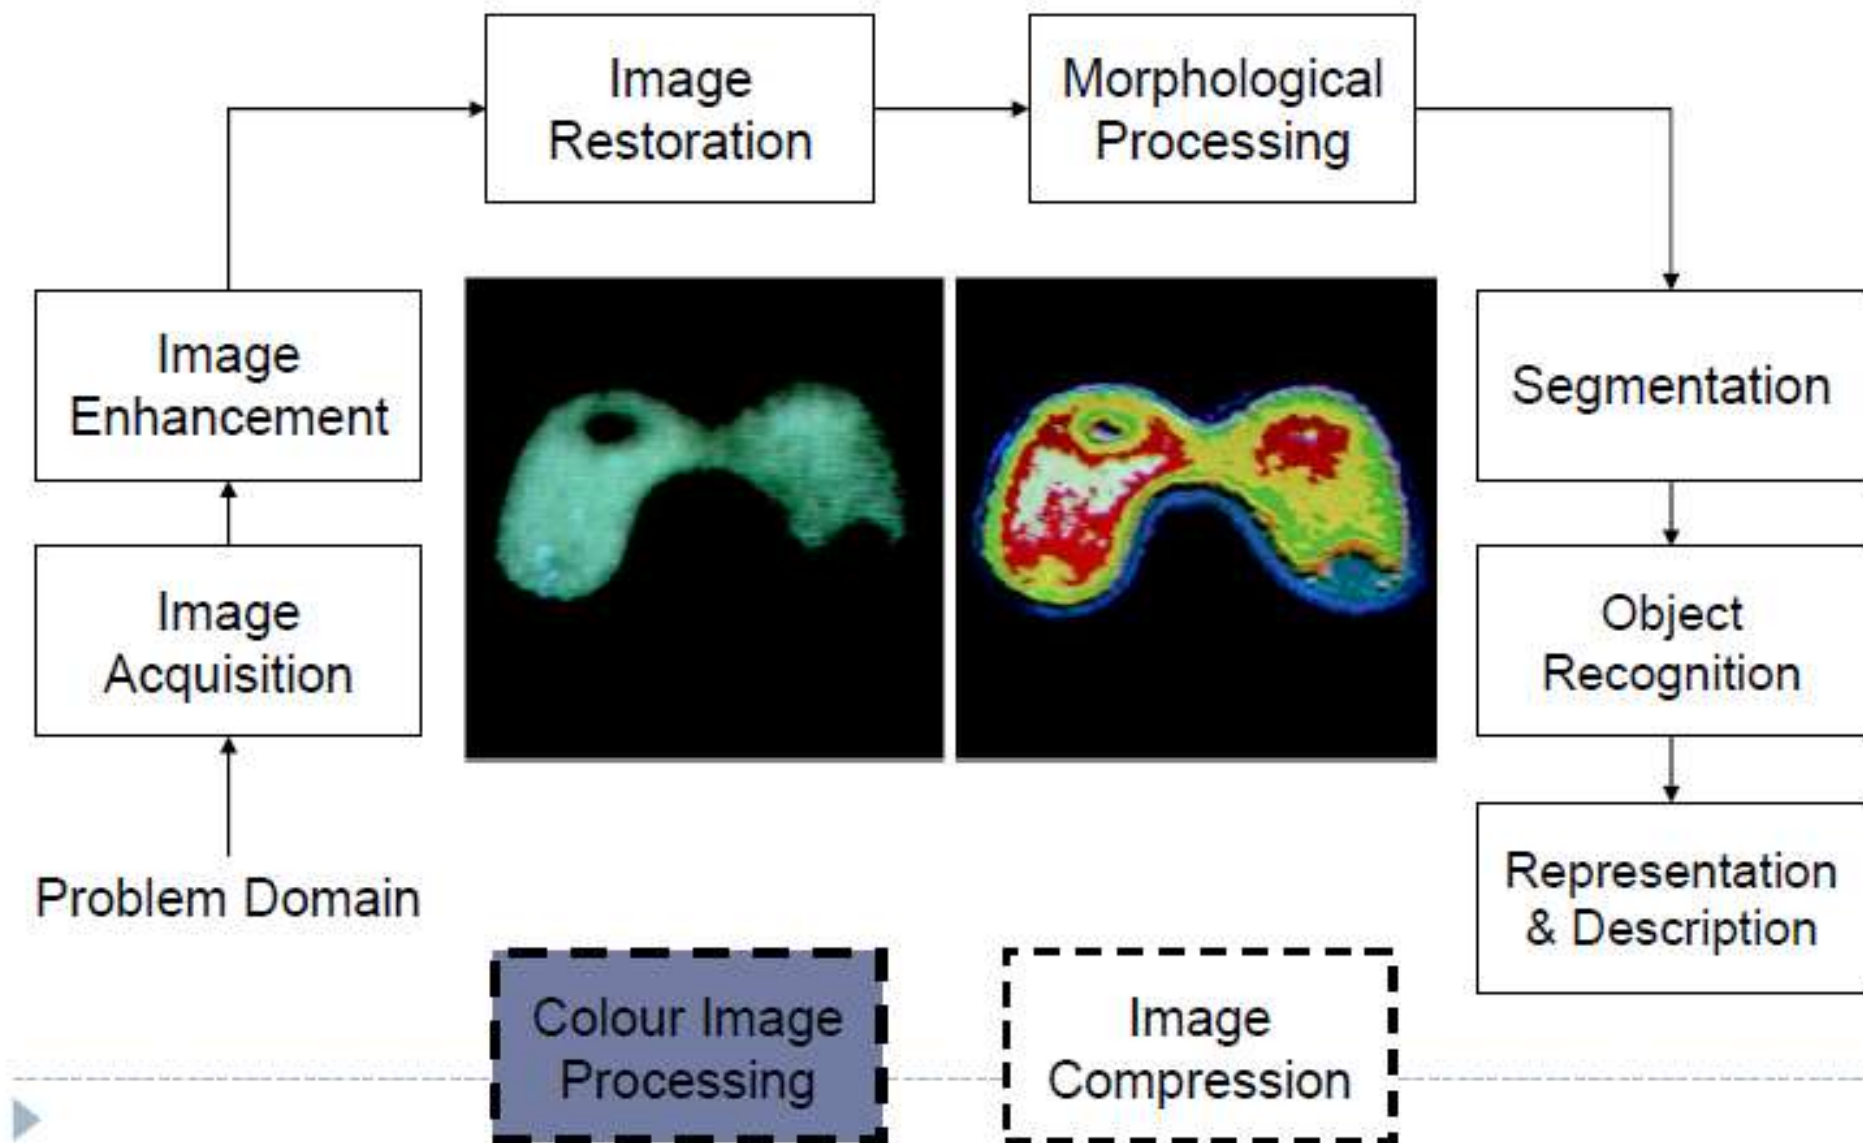 Image
Restoration
Morphological
Processing
Image
Enhancement
Segmentation
Image
Acquisition
Object
Recognition
Problem Domain
Representation
& Description
Colour Image
Processing
Image
Compression